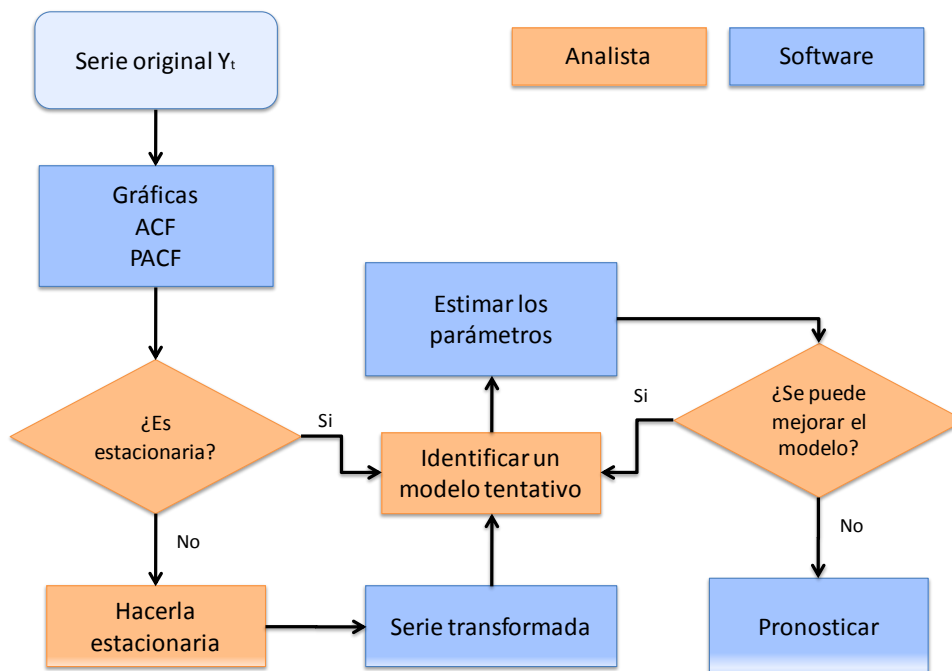 Serie original Yt
Analista
Software
Gráficas
ACF
PACF
Estimar los
parámetros
¿Es
estacionaria?
Si
Si
¿Se puede
mejorar el
modelo?
Identificar un
modelo tentativo
No
No
Hacerla
estacionaria
Serie transformada
Pronosticar